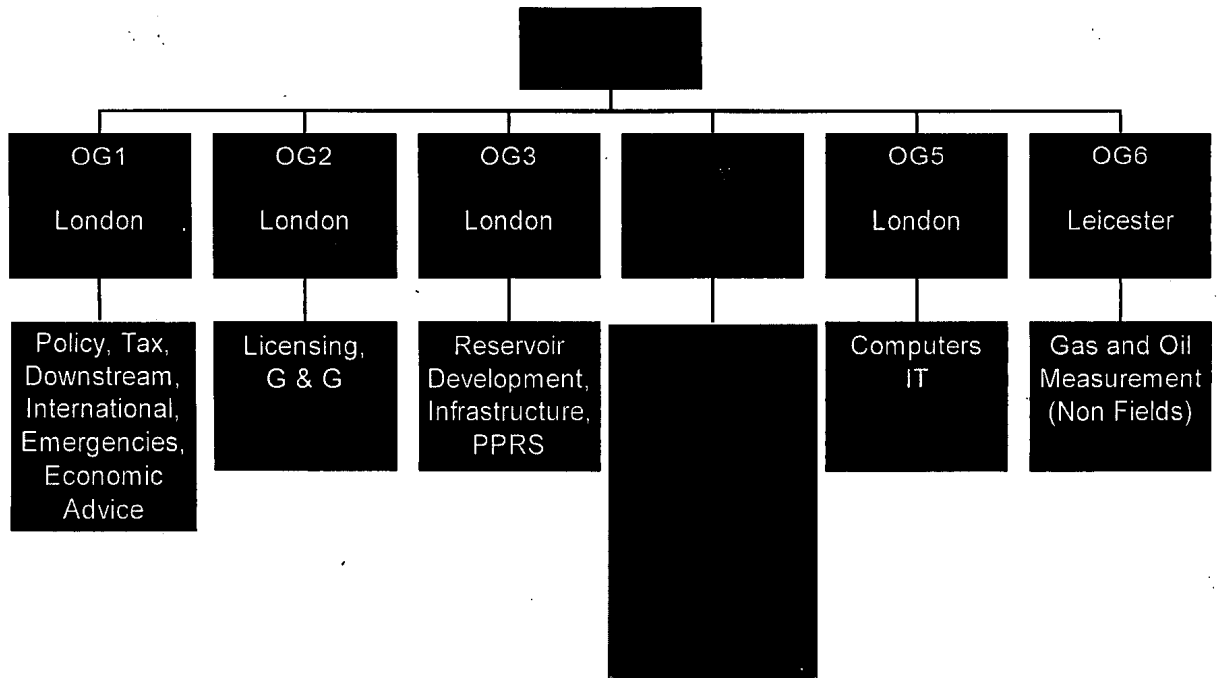 OG1
London
OG2
London
OG3
London
OG5
London
OG6
Leicester
Policy, Tax,
Downstream,
International,
Emergencies,
Economic
Advice
Licensing,
G & G
Reservoir
Development,
Infrastructure,
PPRS
Computers
IT
Gas and Oil
Measurement
(Non Fields)